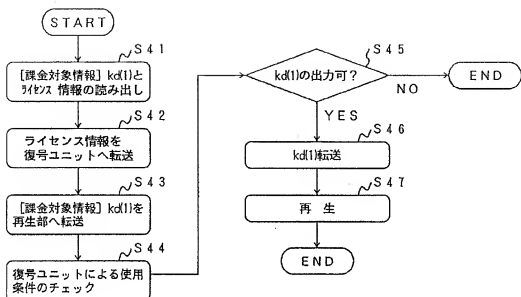 START
S41
[課金対象情報] kd(1)と
ライセンス 情報の読み出し
S42
ライセンス情報を
復号ユニットへ転送
S43
[課金対象情報] kd(1)を
再生部へ転送
S44
復号ユニットによる使用
条件のチェック
S45
kd(1)の出力可?
NO
END
YES
S46
kd(1)転送
S47
再 生
END